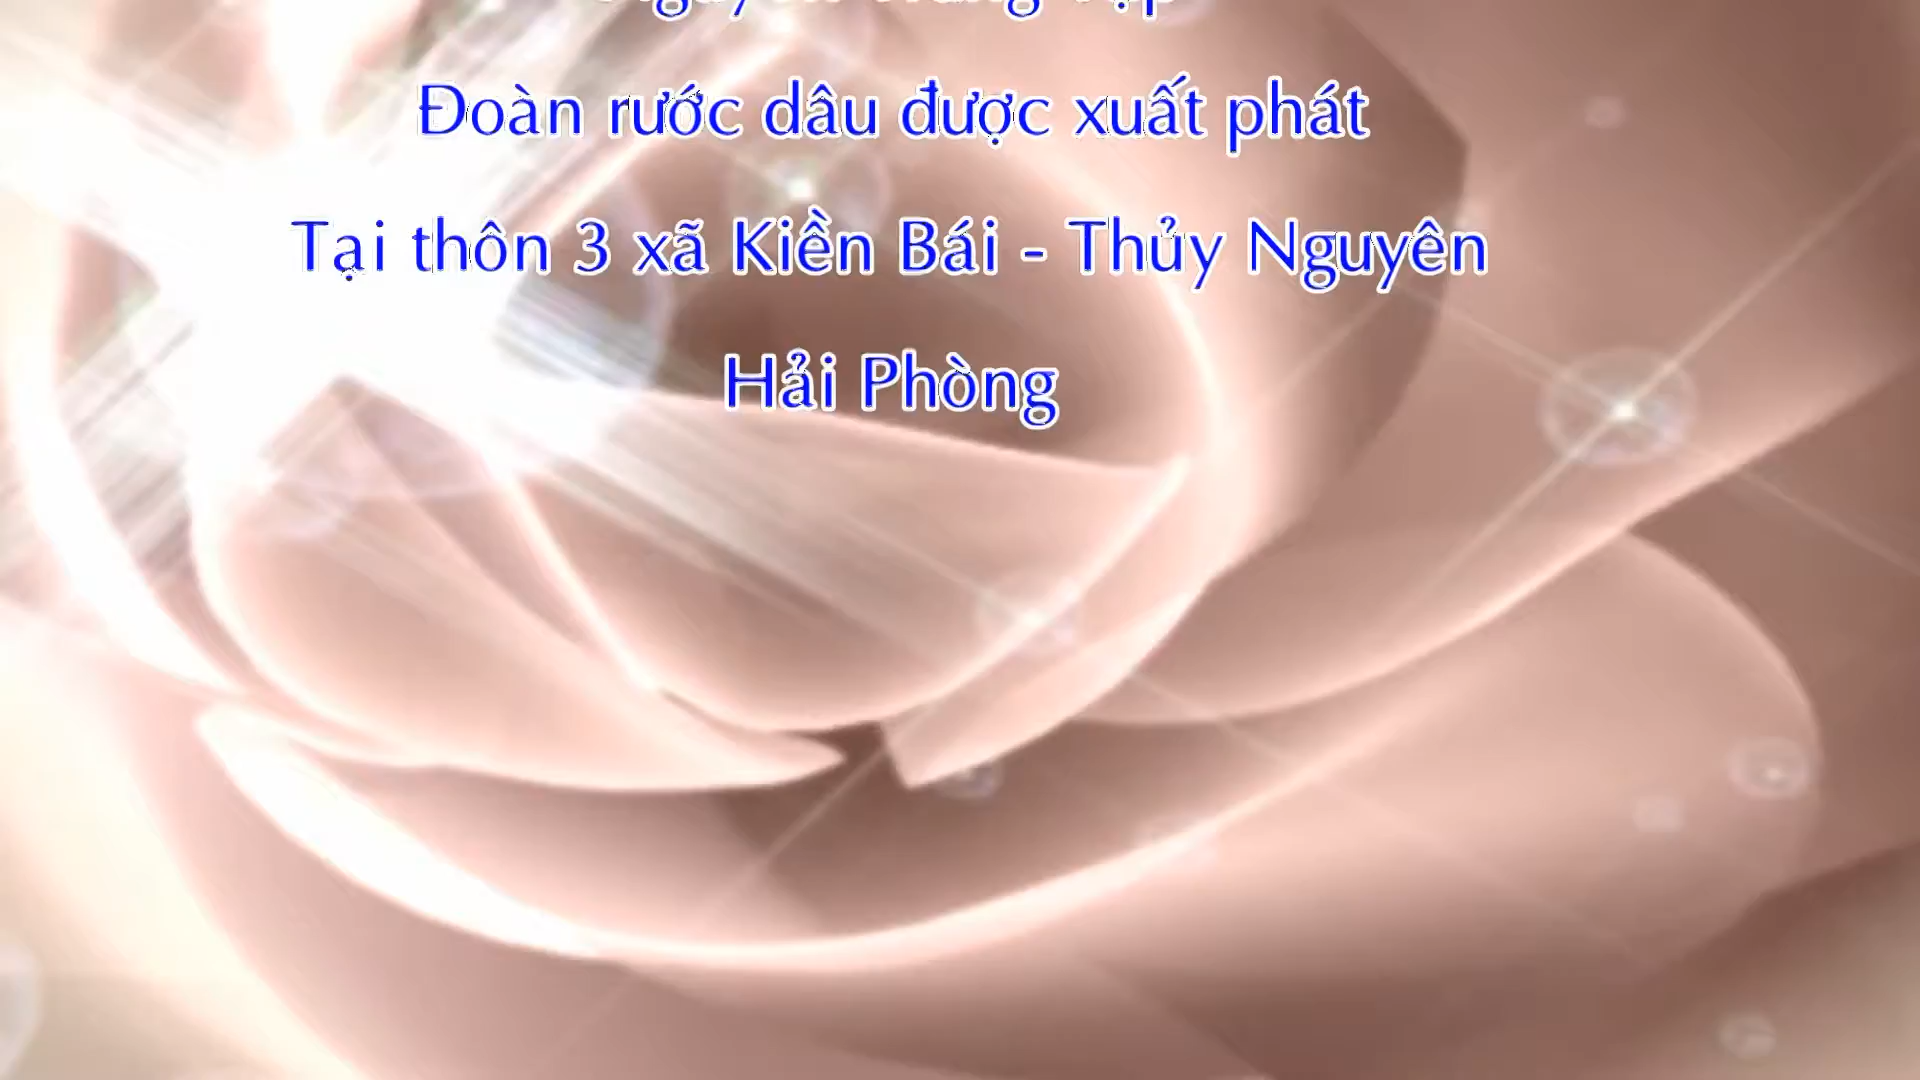 Đoàn rước dâu được xuất phát
Tại thôn 3 xã Kiền Bái - Thủy Nguyên
Hải Phòng